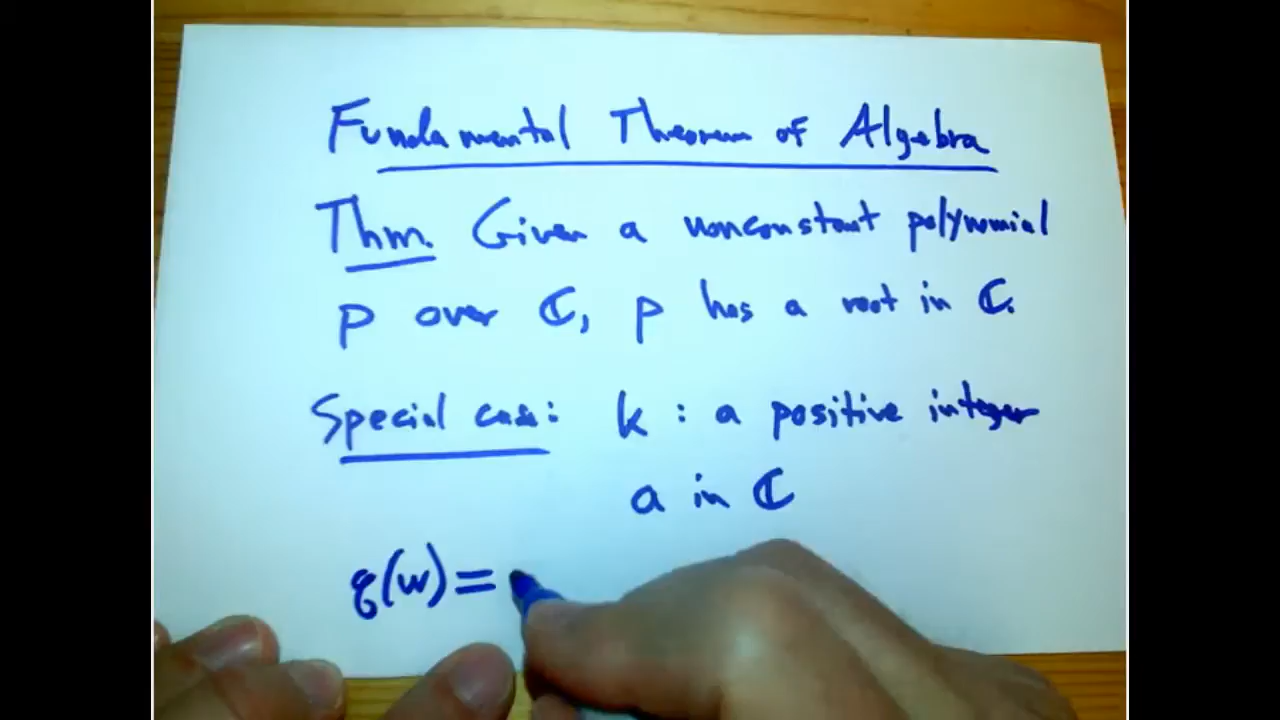 Fundamental Theorem of Algebra
Thm. Given a nonconstant polynomial
p over ℂ, p has a root in ℂ.
Special case: k : a positive integer
a in ℂ
q(w) =